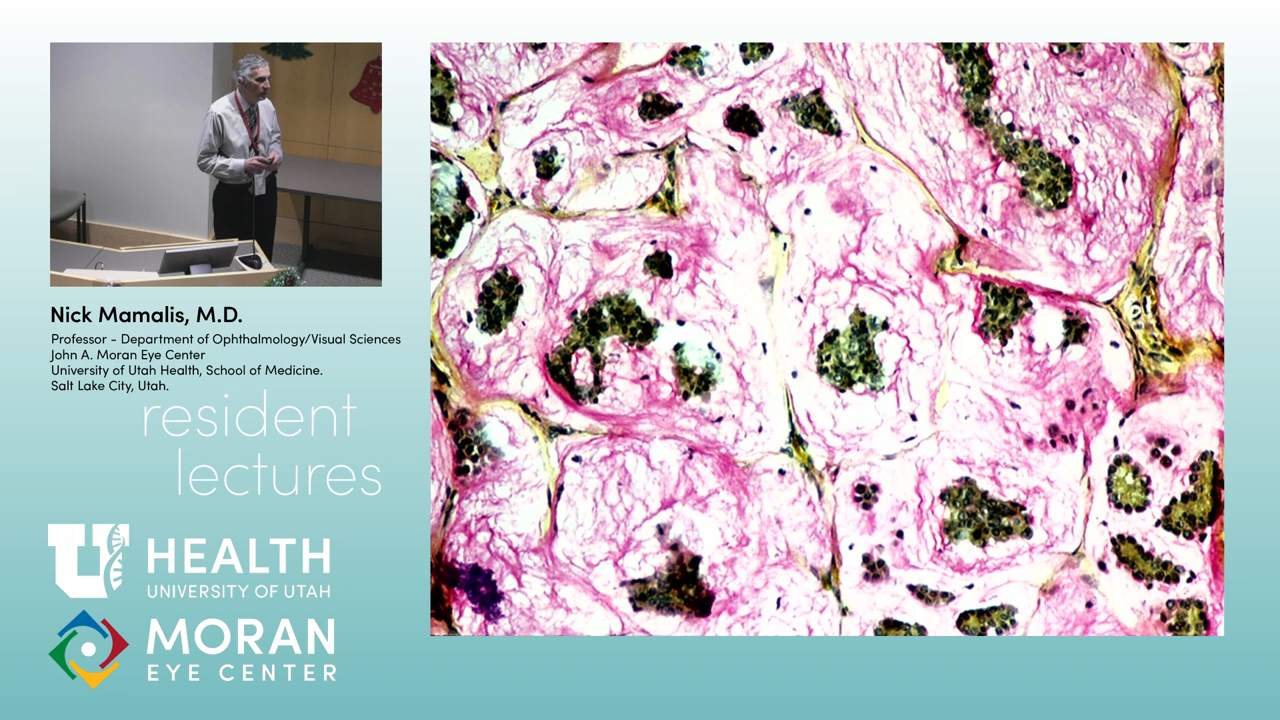 Nick Mamalis, M.D.
Professor - Department of Ophthalmology/Visual Sciences
John A. Moran Eye Center
University of Utah Health, School of Medicine.
Salt Lake City, Utah.
resident
lectures
U HEALTH
UNIVERSITY OF UTAH
MORAN
EYE CENTER